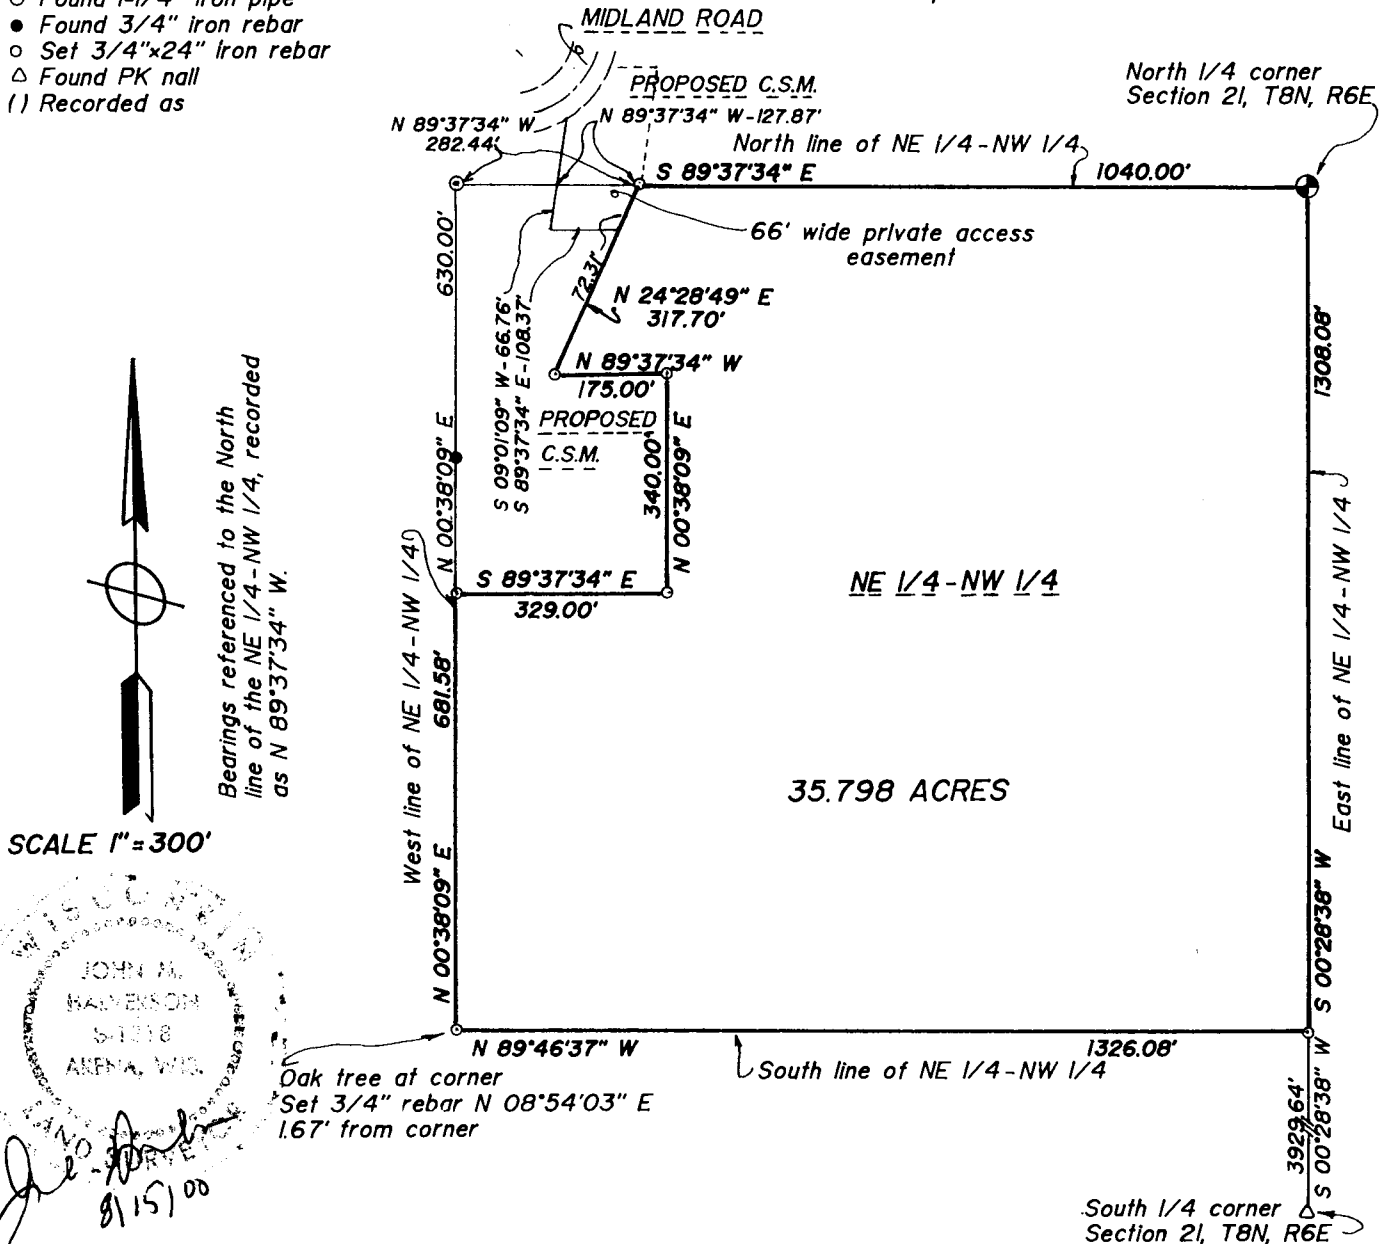 ○ Found 1-1/4" iron pipe
● Found 3/4" iron rebar
○ Set 3/4"x24" iron rebar
△ Found PK nail
() Recorded as
MIDLAND ROAD
PROPOSED C.S.M.
N 89°37'34" W-127.87'
N 89°37'34" W
282.44'
North line of NE 1/4-NW 1/4
S 89°37'34" E
1040.00'
North 1/4 corner
Section 21, T8N, R6E
66' wide private access
easement
630.00'
72.31'
N 24°28'49" E
317.70'
S 09°01'09" W-66.76'
S 89°37'34" E-108.37'
N 89°37'34" W
175.00'
PROPOSED
C.S.M.
340.00'
N 00°38'09" E
N 00°38'09" E
S 89°37'34" E
329.00'
NE 1/4-NW 1/4
1308.08'
East line of NE 1/4-NW 1/4
Bearings referenced to the North
line of the NE 1/4-NW 1/4, recorded
as N 89°37'34" W.
West line of NE 1/4-NW 1/4
681.58'
N 00°38'09" E
35.798 ACRES
SCALE 1"=300'
S 00°28'38" W
WISCONSIN
JOHN M.
HALVERSON
S-1318
ARENA, WIS.
LAND SURVEYOR
8/15/00
N 89°46'37" W
1326.08'
South line of NE 1/4-NW 1/4
Oak tree at corner
Set 3/4" rebar N 08°54'03" E
1.67' from corner
3929.64'
S 00°28'38" W
South 1/4 corner
Section 21, T8N, R6E